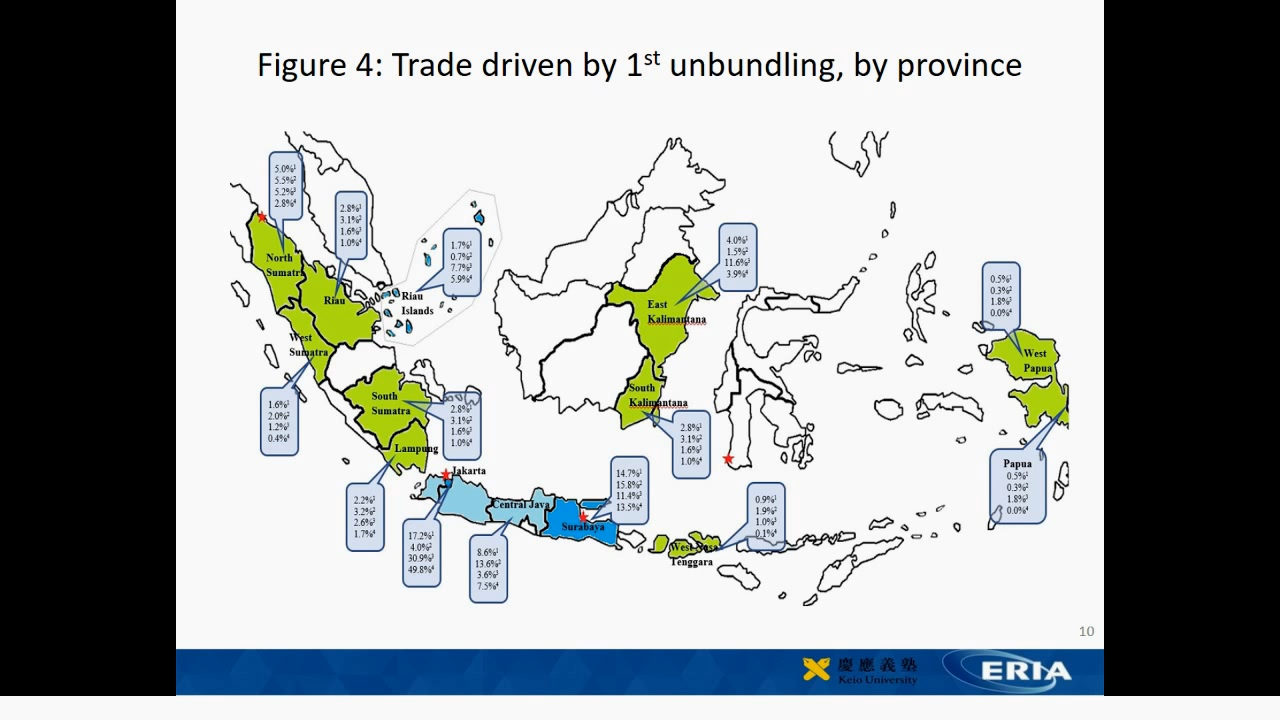 Figure 4: Trade driven by 1st unbundling, by province
5.0%1
5.5%2
5.2%3
2.8%4
North
Sumatra
2.8%1
3.1%2
1.6%3
1.0%4
Riau
1.7%1
0.7%2
7.7%3
5.9%4
Riau
Islands
4.0%1
1.5%2
11.6%3
3.9%4
East
Kalimantana
0.5%1
0.3%2
1.8%3
0.0%4
West
Papua
West
Sumatra
1.6%1
2.0%2
1.2%3
0.4%4
South
Sumatra
2.8%1
3.1%2
1.6%3
1.0%4
South
Kalimantana
2.8%1
3.1%2
1.6%3
1.0%4
Lampung
2.2%1
3.2%2
2.6%3
1.7%4
Jakarta
17.2%1
4.0%2
30.9%3
49.8%4
Central Java
8.6%1
13.6%2
3.6%3
7.5%4
14.7%1
15.8%2
11.4%3
13.5%4
Surabaya
0.9%1
1.9%2
1.0%3
0.1%4
West
Tenggara
Papua
0.5%1
0.3%2
1.8%3
0.0%4
10
慶應義塾
Keio University
ERIA